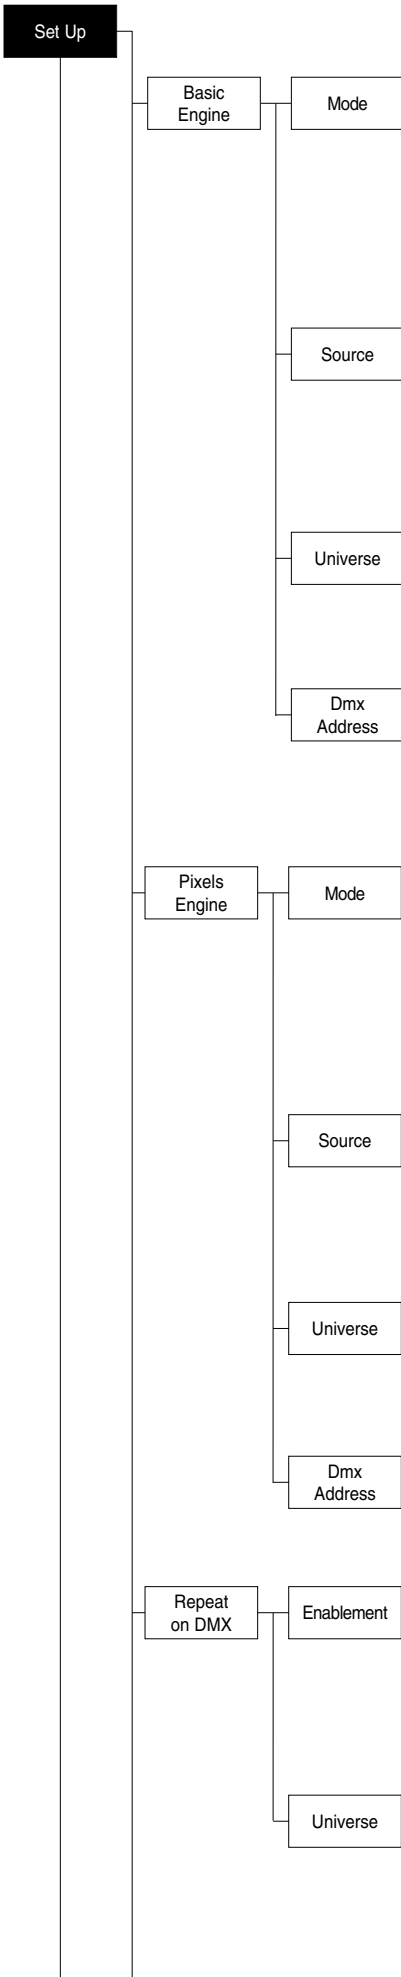 Set Up
Basic
Engine
Mode
Source
Universe
Dmx
Address
Pixels
Engine
Mode
Source
Universe
Dmx
Address
Repeat
on DMX
Enablement
Universe